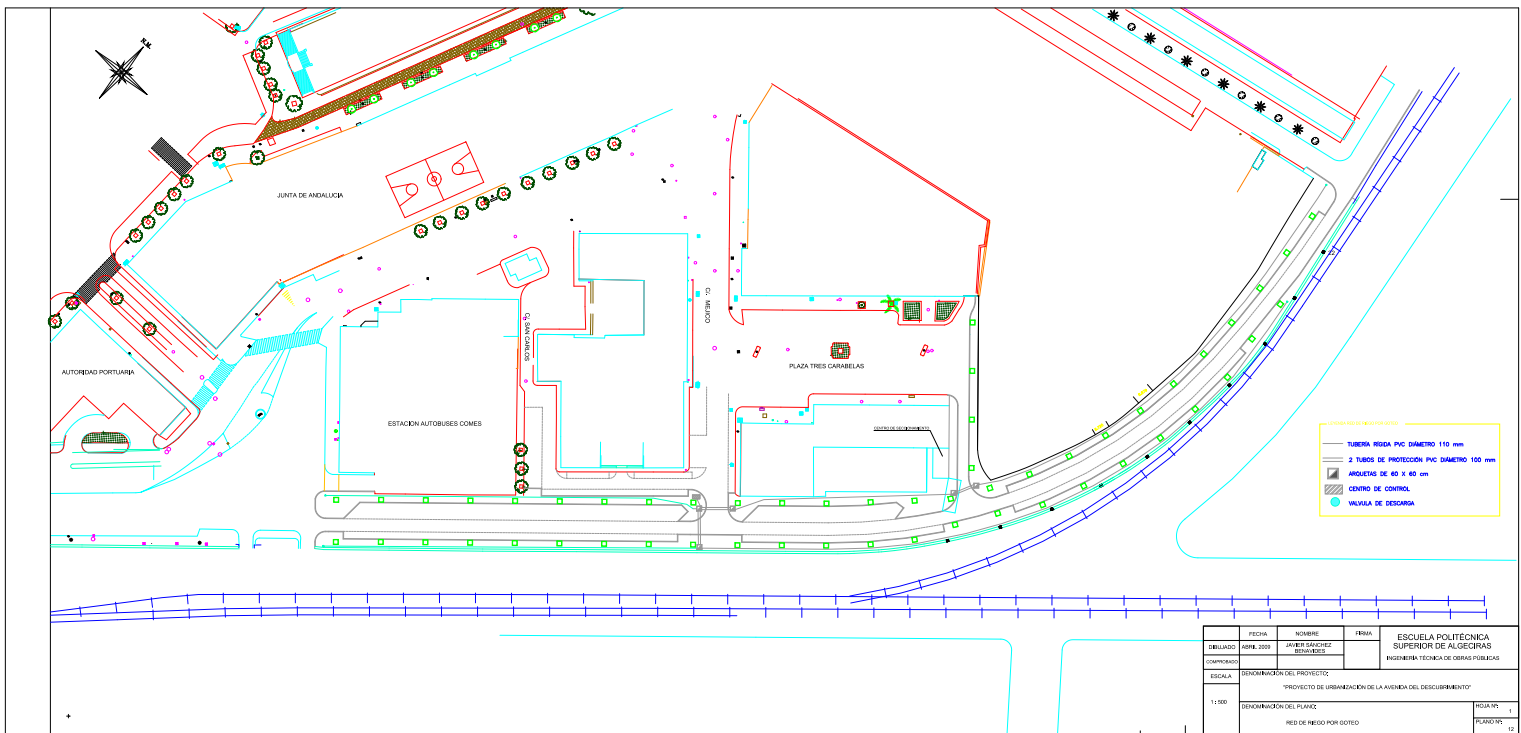 N.M.
JUNTA DE ANDALUCIA
C/. MEJICO
C/. SAN CARLOS
AUTORIDAD PORTUARIA
PLAZA TRES CARABELAS
ESTACION AUTOBUSES COMES
CENTRO DE SECCIONAMIENTO
TUBERÍA RÍGIDA PVC DIÁMETRO 110 mm
2 TUBOS DE PROTECCIÓN PVC DIÁMETRO 100 mm
ARQUETAS DE 60 X 60 cm
CENTRO DE CONTROL
VALVULA DE DESCARGA
FECHA NOMBRE FIRMA
DIBUJADO ABRIL 2009 JAVIER SÁNCHEZ
BENAVIDES
COMPROBADO
ESCUELA POLITÉCNICA
SUPERIOR DE ALGECIRAS
INGENIERÍA TÉCNICA DE OBRAS PÚBLICAS
ESCALA
1 : 500
DENOMINACIÓN DEL PROYECTO:
"PROYECTO DE URBANIZACIÓN DE LA AVENIDA DEL DESCUBRIMIENTO"
DENOMINACIÓN DEL PLANO:
RED DE RIEGO POR GOTEO
HOJA Nº:
1
PLANO Nº:
12